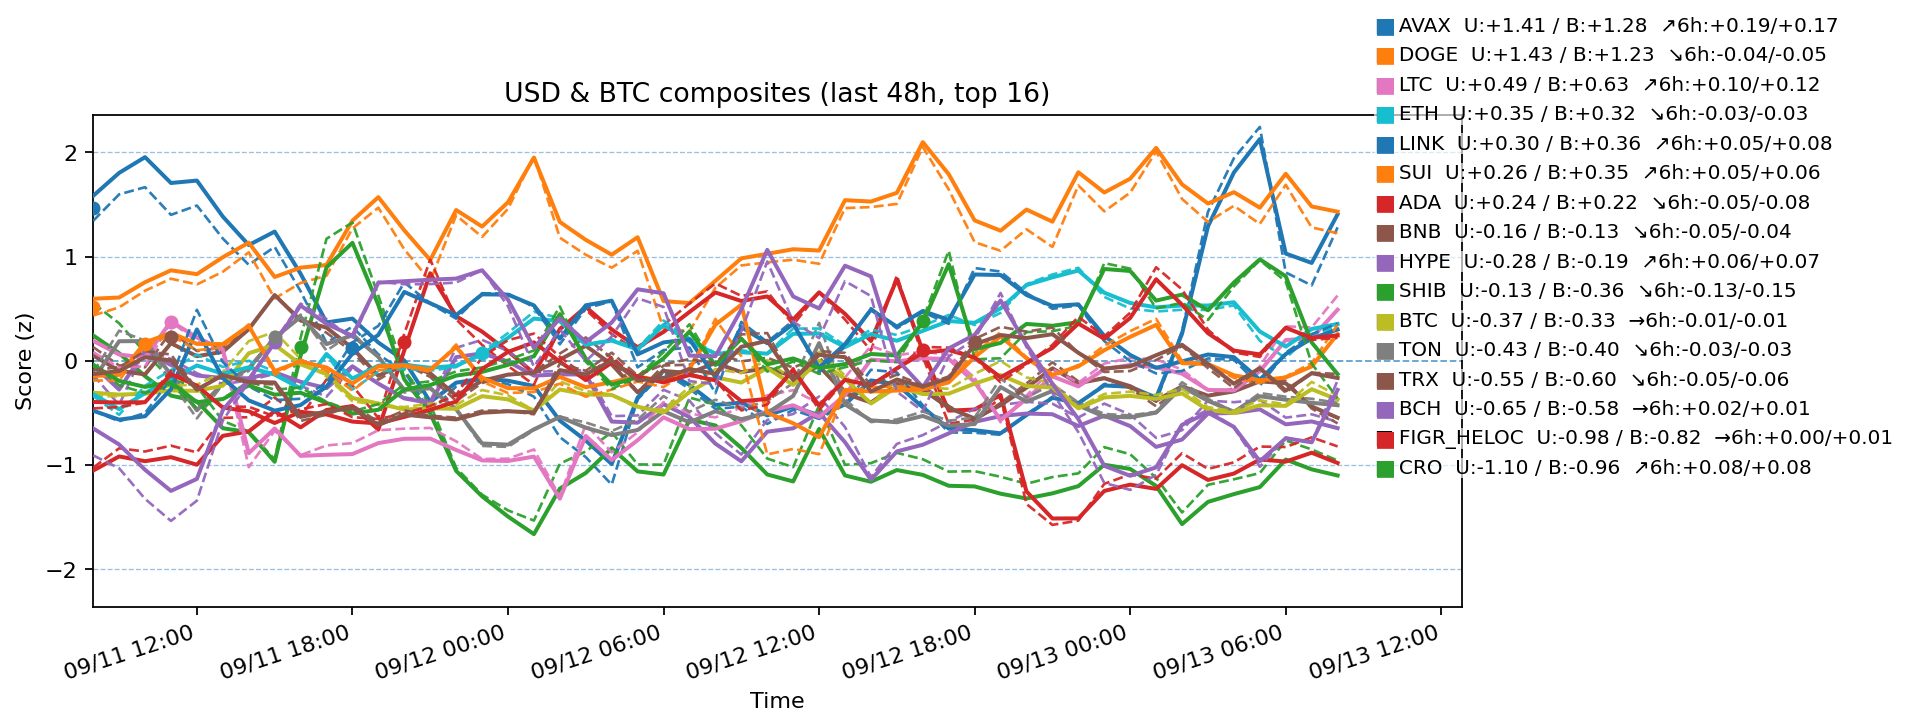 AVAX  U:+1.41 / B:+1.28  ↗6h:+0.19/+0.17
DOGE  U:+1.43 / B:+1.23  ↘6h:-0.04/-0.05
LTC  U:+0.49 / B:+0.63  ↗6h:+0.10/+0.12
ETH  U:+0.35 / B:+0.32  ↘6h:-0.03/-0.03
LINK  U:+0.30 / B:+0.36  ↗6h:+0.05/+0.08
SUI  U:+0.26 / B:+0.35  ↗6h:+0.05/+0.06
ADA  U:+0.24 / B:+0.22  ↘6h:-0.05/-0.08
BNB  U:-0.16 / B:-0.13  ↘6h:-0.05/-0.04
HYPE  U:-0.28 / B:-0.19  ↗6h:+0.06/+0.07
SHIB  U:-0.13 / B:-0.36  ↘6h:-0.13/-0.15
BTC  U:-0.37 / B:-0.33  →6h:-0.01/-0.01
TON  U:-0.43 / B:-0.40  ↘6h:-0.03/-0.03
TRX  U:-0.55 / B:-0.60  ↘6h:-0.05/-0.06
BCH  U:-0.65 / B:-0.58  →6h:+0.02/+0.01
FIGR_HELOC  U:-0.98 / B:-0.82  →6h:+0.00/+0.01
CRO  U:-1.10 / B:-0.96  ↗6h:+0.08/+0.08
USD & BTC composites (last 48h, top 16)
Score (z)
2
1
0
−1
−2
09/11 12:00
09/11 18:00
09/12 00:00
09/12 06:00
09/12 12:00
09/12 18:00
09/13 00:00
09/13 06:00
09/13 12:00
Time